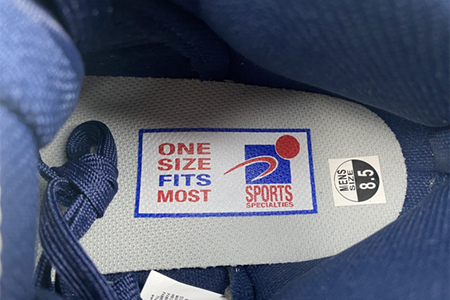 ONE
SIZE
FITS
MOST
SPORTS
SPECIALTIES
MENS
SIZE
8.5